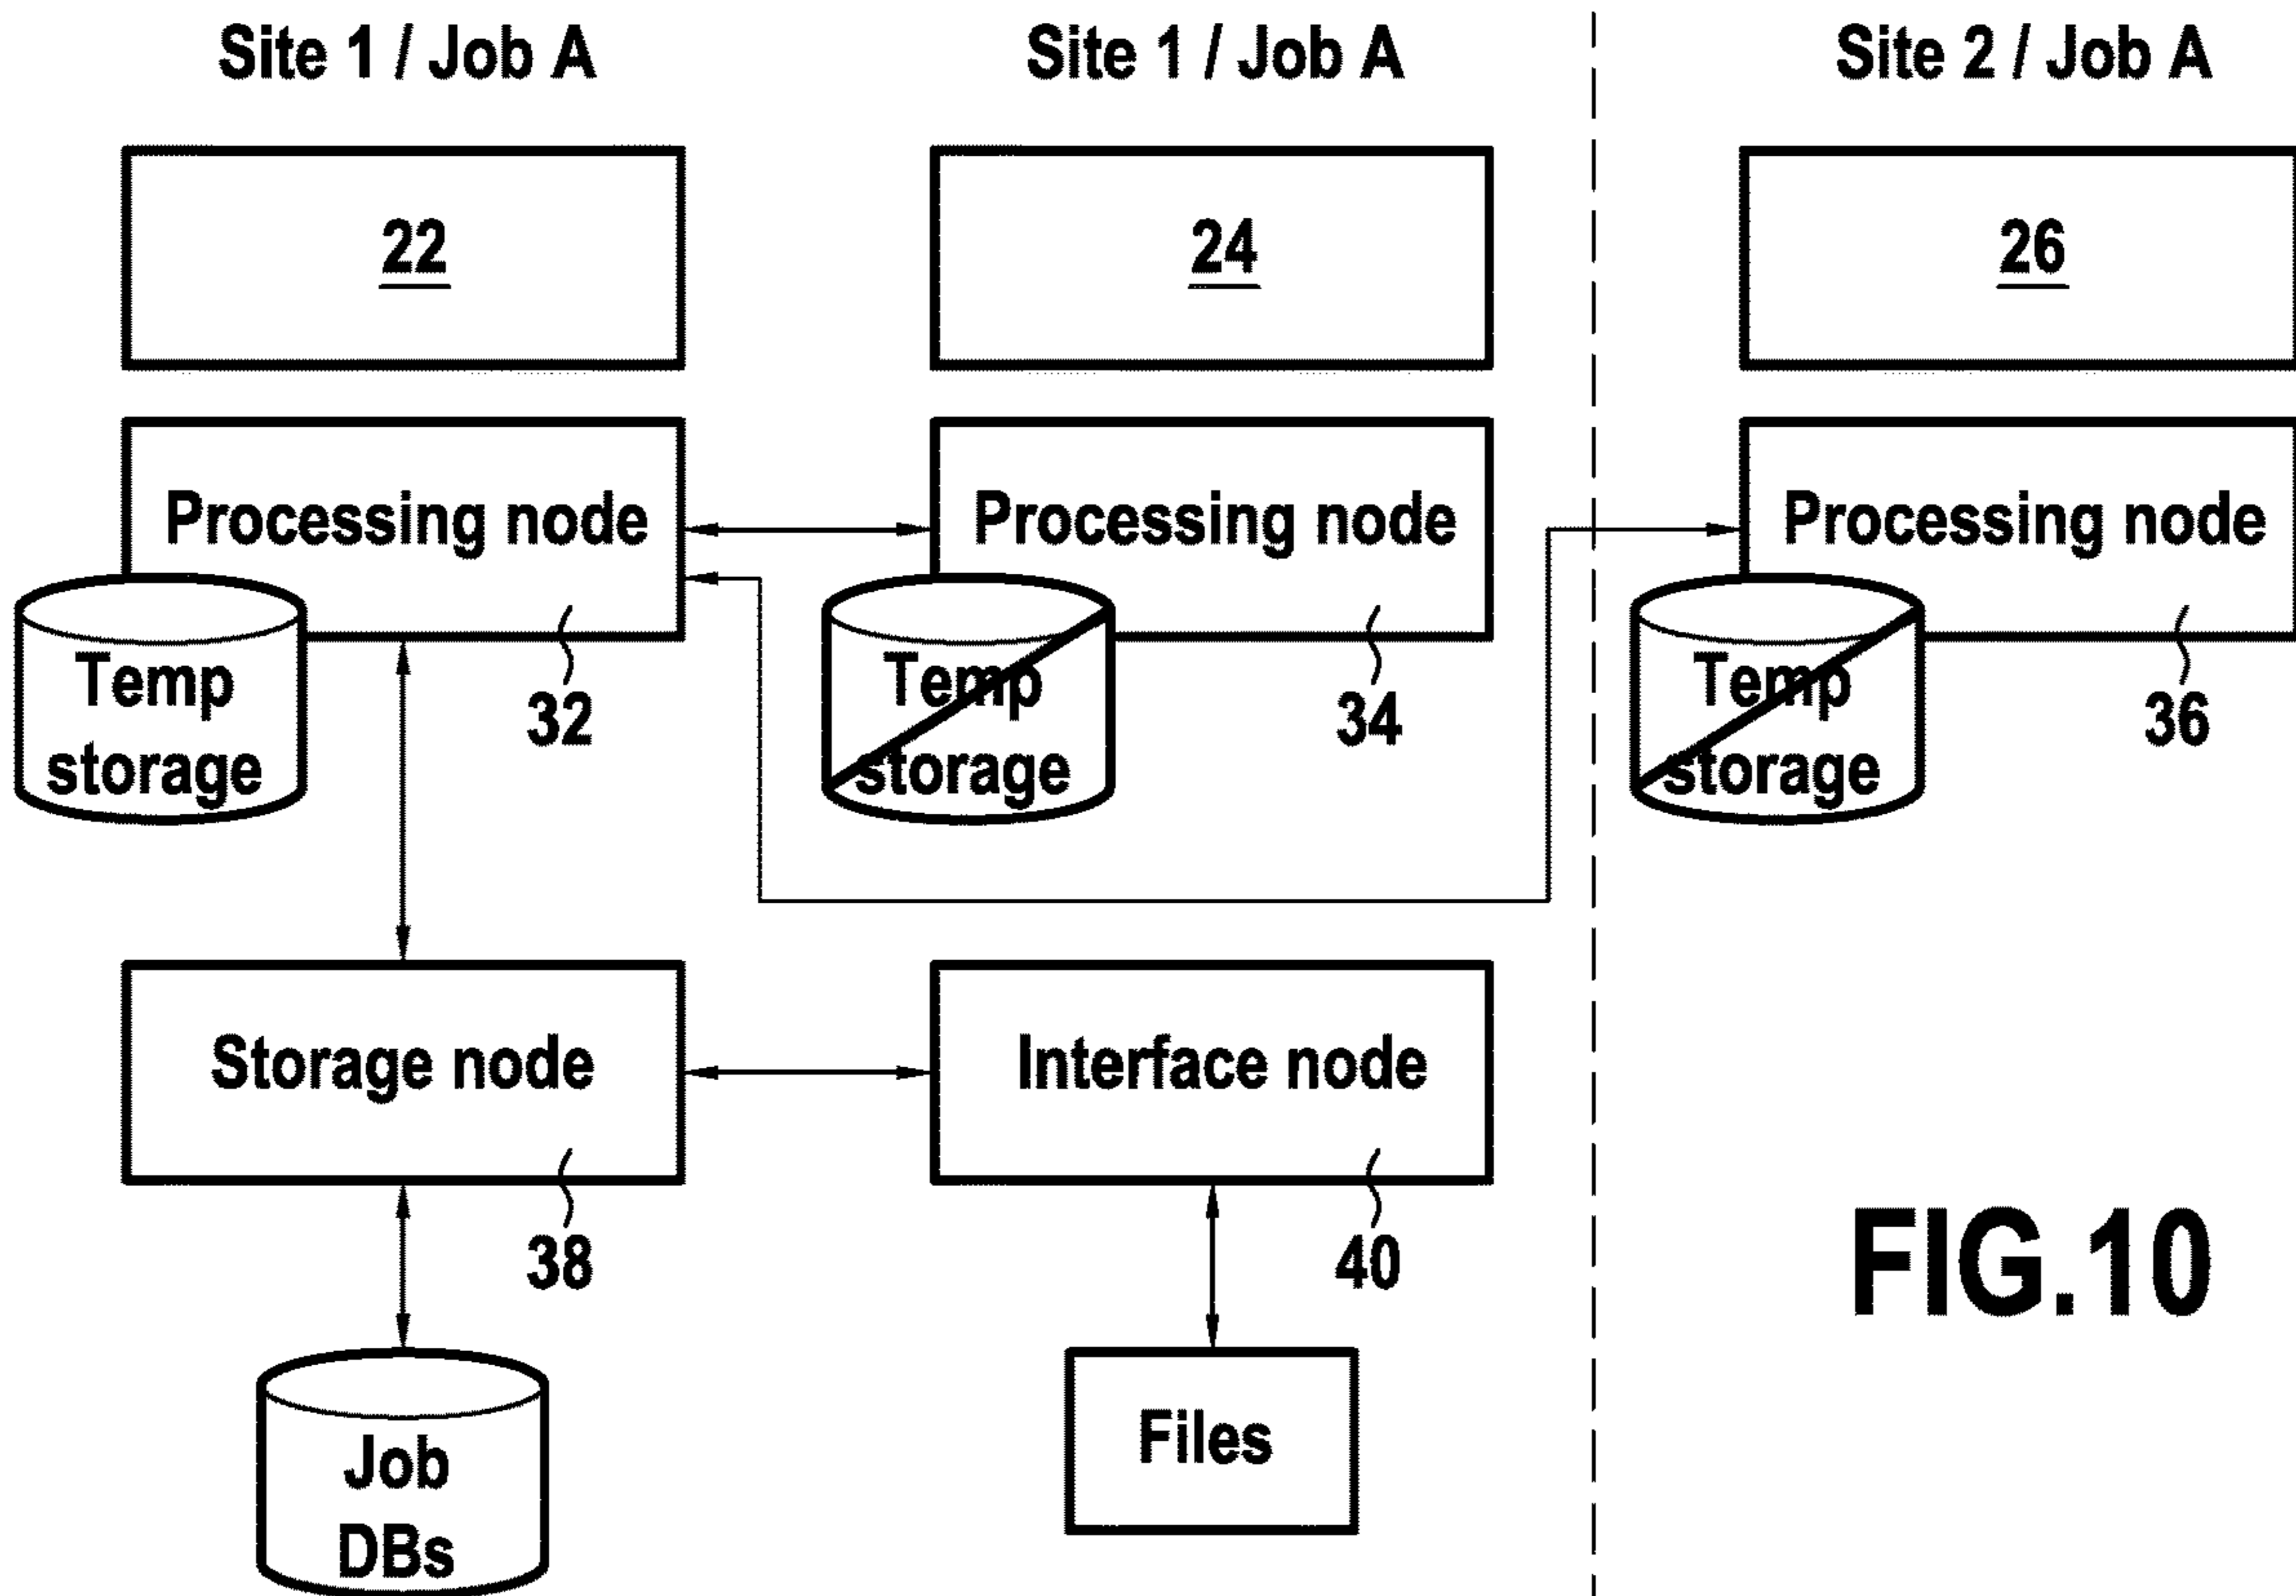 Site 1 / Job A
Site 1 / Job A
Site 2 / Job A
22
24
26
Processing node
Processing node
Processing node
Temp
storage
32
Temp
storage
34
Temp
storage
36
Storage node
Interface node
38
40
Job
DBs
Files
FIG.10